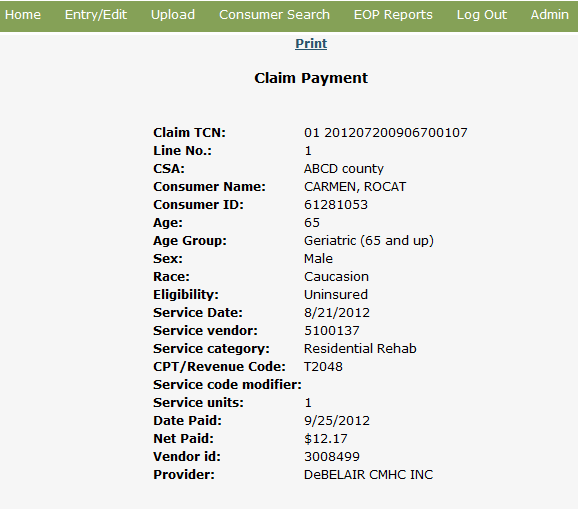 Home Entry/Edit Upload Consumer Search EOP Reports Log Out Admin
Print
Claim Payment
Claim TCN: 01 201207200906700107
Line No.: 1
CSA: ABCD county
Consumer Name: CARMEN, ROCAT
Consumer ID: 61281053
Age: 65
Age Group: Geriatric (65 and up)
Sex: Male
Race: Caucasion
Eligibility: Uninsured
Service Date: 8/21/2012
Service vendor: 5100137
Service category: Residential Rehab
CPT/Revenue Code: T2048
Service code modifier:
Service units: 1
Date Paid: 9/25/2012
Net Paid: $12.17
Vendor id: 3008499
Provider: DeBELAIR CMHC INC